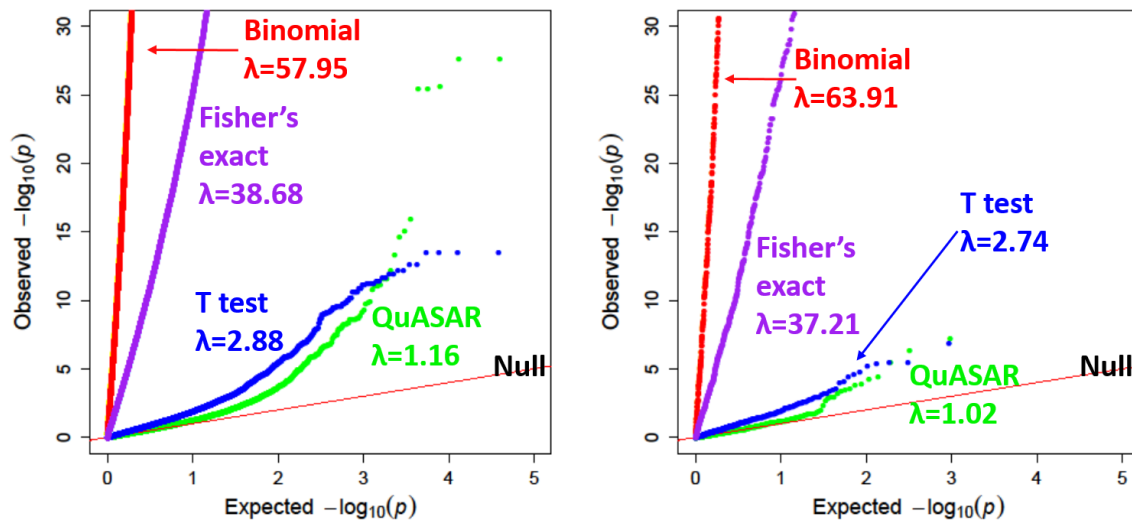 Observed −log10(p)
30
25
20
15
10
5
0
Binomial
λ=57.95
Fisher’s
exact
λ=38.68
T test
λ=2.88
QuASAR
λ=1.16
Null
0 1 2 3 4 5
Expected −log10(p)
Observed −log10(p)
30
25
20
15
10
5
0
Binomial
λ=63.91
T test
λ=2.74
Fisher’s
exact
λ=37.21
Null
QuASAR
λ=1.02
0 1 2 3 4 5
Expected −log10(p)